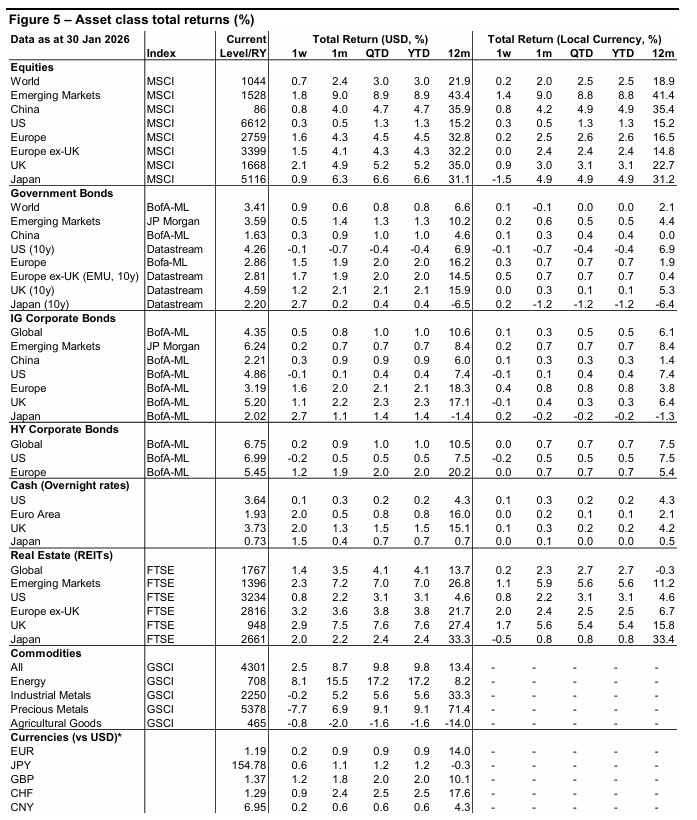 Figure 5 – Asset class total returns (%)
Data as at 30 Jan 2026 Current Total Return (USD, %) Total Return (Local Currency, %)
Index Level/RY 1w 1m QTD YTD 12m 1w 1m QTD YTD 12m
Equities
World MSCI 1044 0.7 2.4 3.0 3.0 21.9 0.2 2.0 2.5 2.5 18.9
Emerging Markets MSCI 1528 1.8 9.0 8.9 8.9 43.4 1.4 9.0 8.8 8.8 41.4
China MSCI 86 0.8 4.0 4.7 4.7 35.9 0.8 4.2 4.9 4.9 35.4
US MSCI 6612 0.3 0.5 1.3 1.3 15.2 0.3 0.5 1.3 1.3 15.2
Europe MSCI 2759 1.6 4.3 4.5 4.5 32.8 0.2 2.5 2.6 2.6 16.5
Europe ex-UK MSCI 3399 1.5 4.1 4.3 4.3 32.2 0.0 2.4 2.4 2.4 14.8
UK MSCI 1668 2.1 4.9 5.2 5.2 35.0 0.9 3.0 3.1 3.1 22.7
Japan MSCI 5116 0.9 6.3 6.6 6.6 31.1 -1.5 4.9 4.9 4.9 31.2
Government Bonds
World BofA-ML 3.41 0.9 0.6 0.8 0.8 6.6 0.1 -0.1 0.0 0.0 2.1
Emerging Markets JP Morgan 3.59 0.5 1.4 1.3 1.3 10.2 0.2 0.6 0.5 0.5 4.4
China BofA-ML 1.63 0.3 0.9 1.0 1.0 4.6 0.1 0.3 0.4 0.4 0.0
US (10y) Datastream 4.26 -0.1 -0.7 -0.4 -0.4 6.9 -0.1 -0.7 -0.4 -0.4 6.9
Europe Bofa-ML 2.86 1.5 1.9 2.0 2.0 16.2 0.3 0.7 0.7 0.7 1.9
Europe ex-UK (EMU, 10y) Datastream 2.81 1.7 1.9 2.0 2.0 14.5 0.5 0.7 0.7 0.7 0.4
UK (10y) Datastream 4.59 1.2 2.1 2.1 2.1 15.9 0.0 0.3 0.1 0.1 5.3
Japan (10y) Datastream 2.20 2.7 0.2 0.4 0.4 -6.5 0.2 -1.2 -1.2 -1.2 -6.4
IG Corporate Bonds
Global BofA-ML 4.35 0.5 0.8 1.0 1.0 10.6 0.1 0.3 0.5 0.5 6.1
Emerging Markets JP Morgan 6.24 0.2 0.7 0.7 0.7 8.4 0.2 0.7 0.7 0.7 8.4
China BofA-ML 2.21 0.3 0.9 0.9 0.9 6.0 0.1 0.3 0.3 0.3 1.4
US BofA-ML 4.86 -0.1 0.1 0.4 0.4 7.4 -0.1 0.1 0.4 0.4 7.4
Europe BofA-ML 3.19 1.6 2.0 2.1 2.1 18.3 0.4 0.8 0.8 0.8 3.8
UK BofA-ML 5.20 1.1 2.2 2.3 2.3 17.1 -0.1 0.4 0.3 0.3 6.4
Japan BofA-ML 2.02 2.7 1.1 1.4 1.4 -1.4 0.2 -0.2 -0.2 -0.2 -1.3
HY Corporate Bonds
Global BofA-ML 6.75 0.2 0.9 1.0 1.0 10.5 0.0 0.7 0.7 0.7 7.5
US BofA-ML 6.99 -0.2 0.5 0.5 0.5 7.5 -0.2 0.5 0.5 0.5 7.5
Europe BofA-ML 5.45 1.2 1.9 2.0 2.0 20.2 0.0 0.7 0.7 0.7 5.4
Cash (Overnight rates)
US 3.64 0.1 0.3 0.2 0.2 4.3 0.1 0.3 0.2 0.2 4.3
Euro Area 1.93 2.0 0.5 0.8 0.8 16.0 0.0 0.2 0.1 0.1 2.1
UK 3.73 2.0 1.3 1.5 1.5 15.1 0.1 0.3 0.2 0.2 4.2
Japan 0.73 1.5 0.4 0.7 0.7 0.7 0.0 0.1 0.0 0.0 0.5
Real Estate (REITs)
Global FTSE 1767 1.4 3.5 4.1 4.1 13.7 0.2 2.3 2.7 2.7 -0.3
Emerging Markets FTSE 1396 2.3 7.2 7.0 7.0 26.8 1.1 5.9 5.6 5.6 11.2
US FTSE 3234 0.8 2.2 3.1 3.1 4.6 0.8 2.2 3.1 3.1 4.6
Europe ex-UK FTSE 2816 3.2 3.6 3.8 3.8 21.7 2.0 2.4 2.5 2.5 6.7
UK FTSE 948 2.9 7.5 7.6 7.6 27.4 1.7 5.6 5.4 5.4 15.8
Japan FTSE 2661 2.0 2.2 2.4 2.4 33.3 -0.5 0.8 0.8 0.8 33.4
Commodities
All GSCI 4301 2.5 8.7 9.8 9.8 13.4 - - - - -
Energy GSCI 708 8.1 15.5 17.2 17.2 8.2 - - - - -
Industrial Metals GSCI 2250 -0.2 5.2 5.6 5.6 33.3 - - - - -
Precious Metals GSCI 5378 -7.7 6.9 9.1 9.1 71.4 - - - - -
Agricultural Goods GSCI 465 -0.8 -2.0 -1.6 -1.6 -14.0 - - - - -
Currencies (vs USD)*
EUR 1.19 0.2 0.9 0.9 0.9 14.0 - - - - -
JPY 154.78 0.6 1.1 1.2 1.2 -0.3 - - - - -
GBP 1.37 1.2 1.8 2.0 2.0 10.1 - - - - -
CHF 1.29 0.9 2.4 2.5 2.5 17.6 - - - - -
CNY 6.95 0.2 0.6 0.6 0.6 4.3 - - - - -